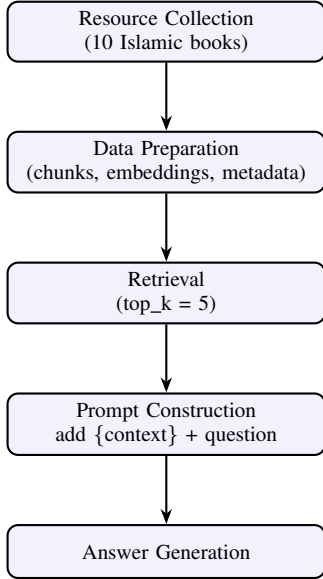 Resource Collection
(10 Islamic books)
Data Preparation
(chunks, embeddings, metadata)
Retrieval
(top_k = 5)
Prompt Construction
add {context} + question
Answer Generation